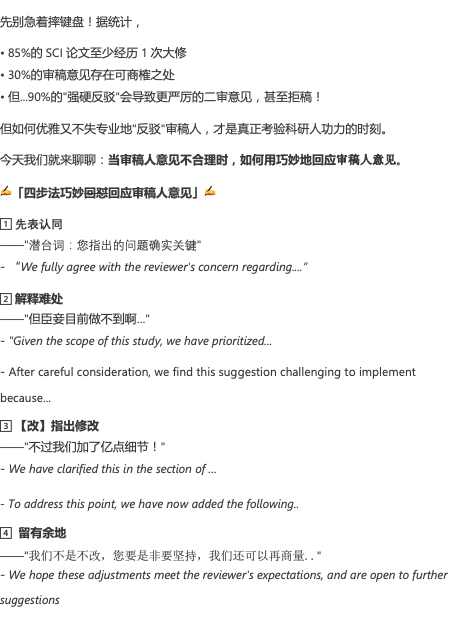 先别急着摔键盘！据统计，
• 85%的 SCI 论文至少经历 1 次大修
• 30%的审稿意见存在可商榷之处
• 但...90%的"强硬反驳"会导致更严厉的二审意见，甚至拒稿！
但如何优雅又不失专业地"反驳"审稿人，才是真正考验科研人功力的时刻。
今天我们就来聊聊：当审稿人意见不合理时，如何用巧妙地回应审稿人意见。
✍「四步法巧妙回怼回应审稿人意见」✍
1 先表认同
——"潜台词：您指出的问题确实关键"
- "We fully agree with the reviewer's concern regarding...."
2 解释难处
——"但臣妾目前做不到啊..."
- "Given the scope of this study, we have prioritized...
- After careful consideration, we find this suggestion challenging to implement
because...
3【改】指出修改
——"不过我们加了亿点细节！"
- We have clarified this in the section of ...
- To address this point, we have now added the following..
4 留有余地
——"我们不是不改，您要是非要坚持，我们还可以再商量. . "
- We hope these adjustments meet the reviewer's expectations, and are open to further
suggestions